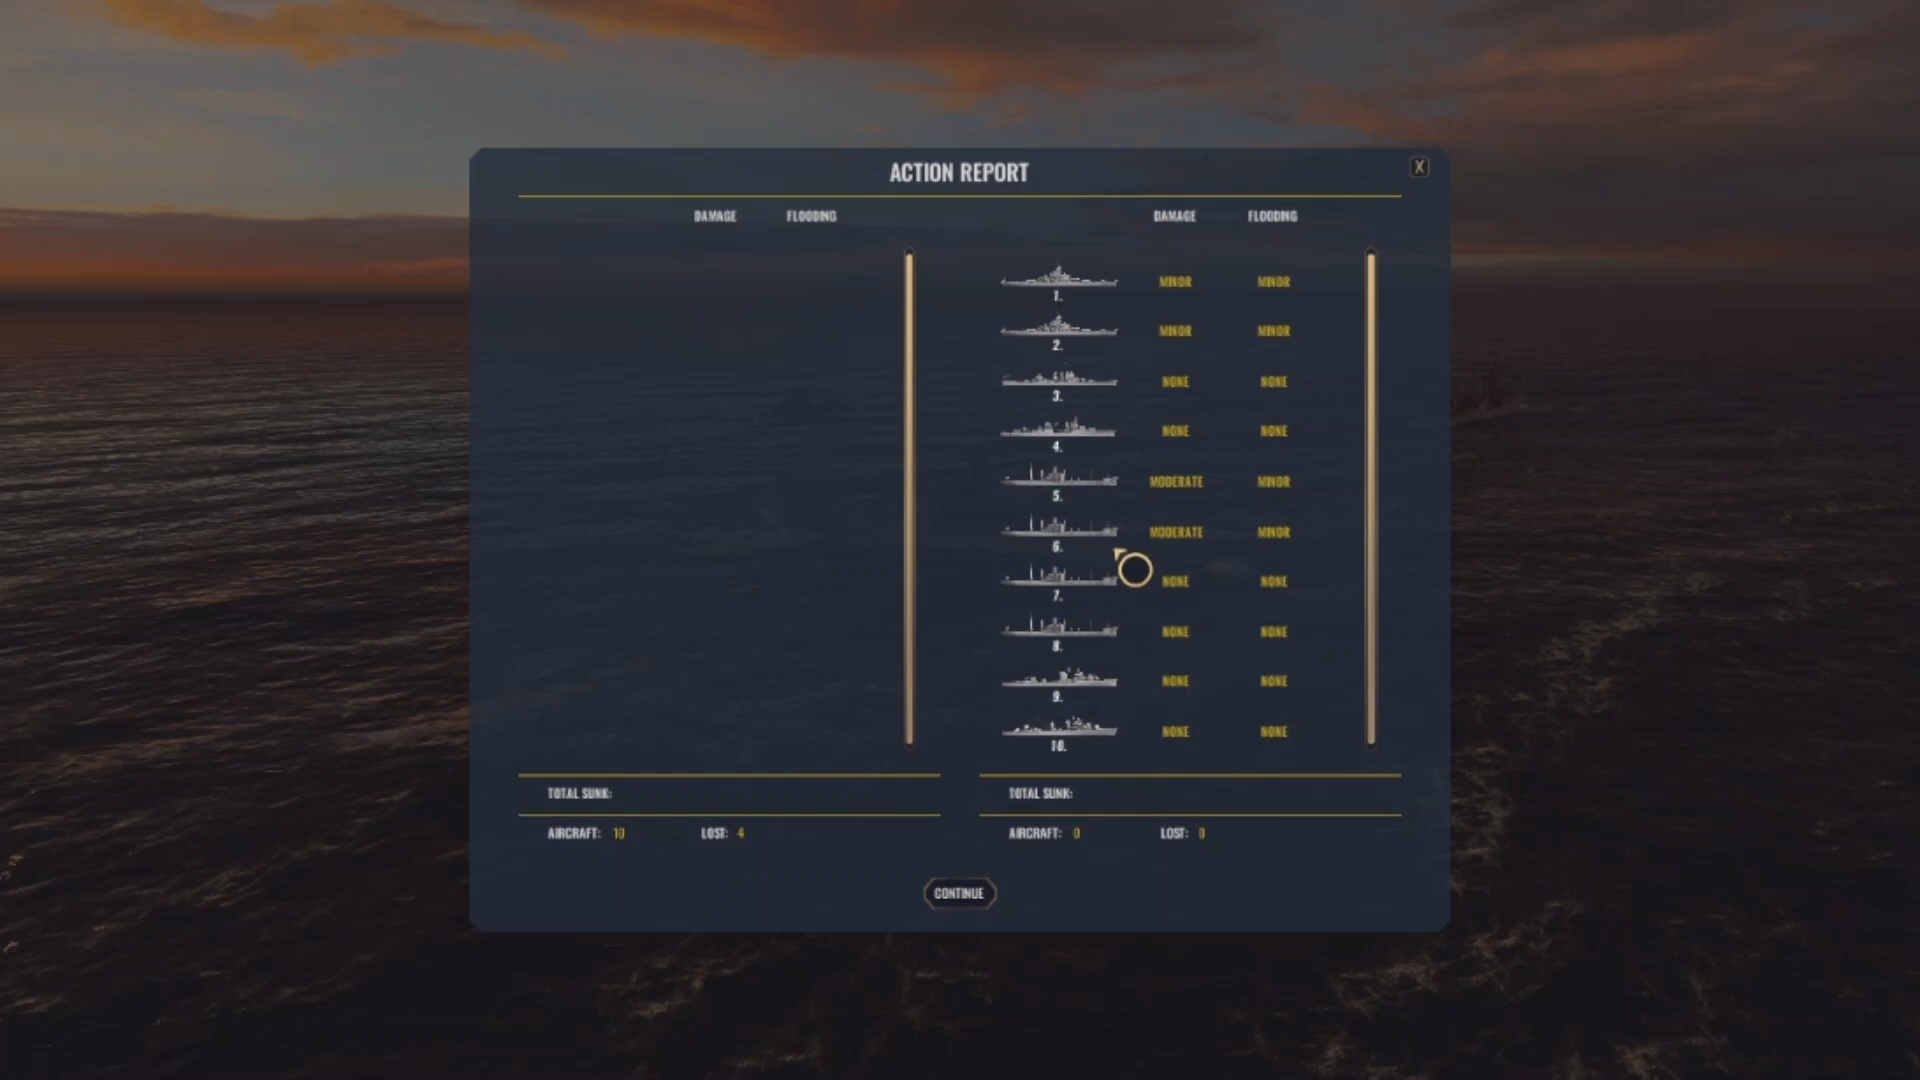 ACTION REPORT
X
DAMAGE FLOODING DAMAGE FLOODING
1. MINOR MINOR
2. MINOR MINOR
3. NONE NONE
4. NONE NONE
5. MODERATE MINOR
6. MODERATE MINOR
7. NONE NONE
8. NONE NONE
9. NONE NONE
10. NONE NONE
TOTAL SUNK: TOTAL SUNK:
AIRCRAFT: 10 LOST: 4 AIRCRAFT: 0 LOST: 0
CONTINUE